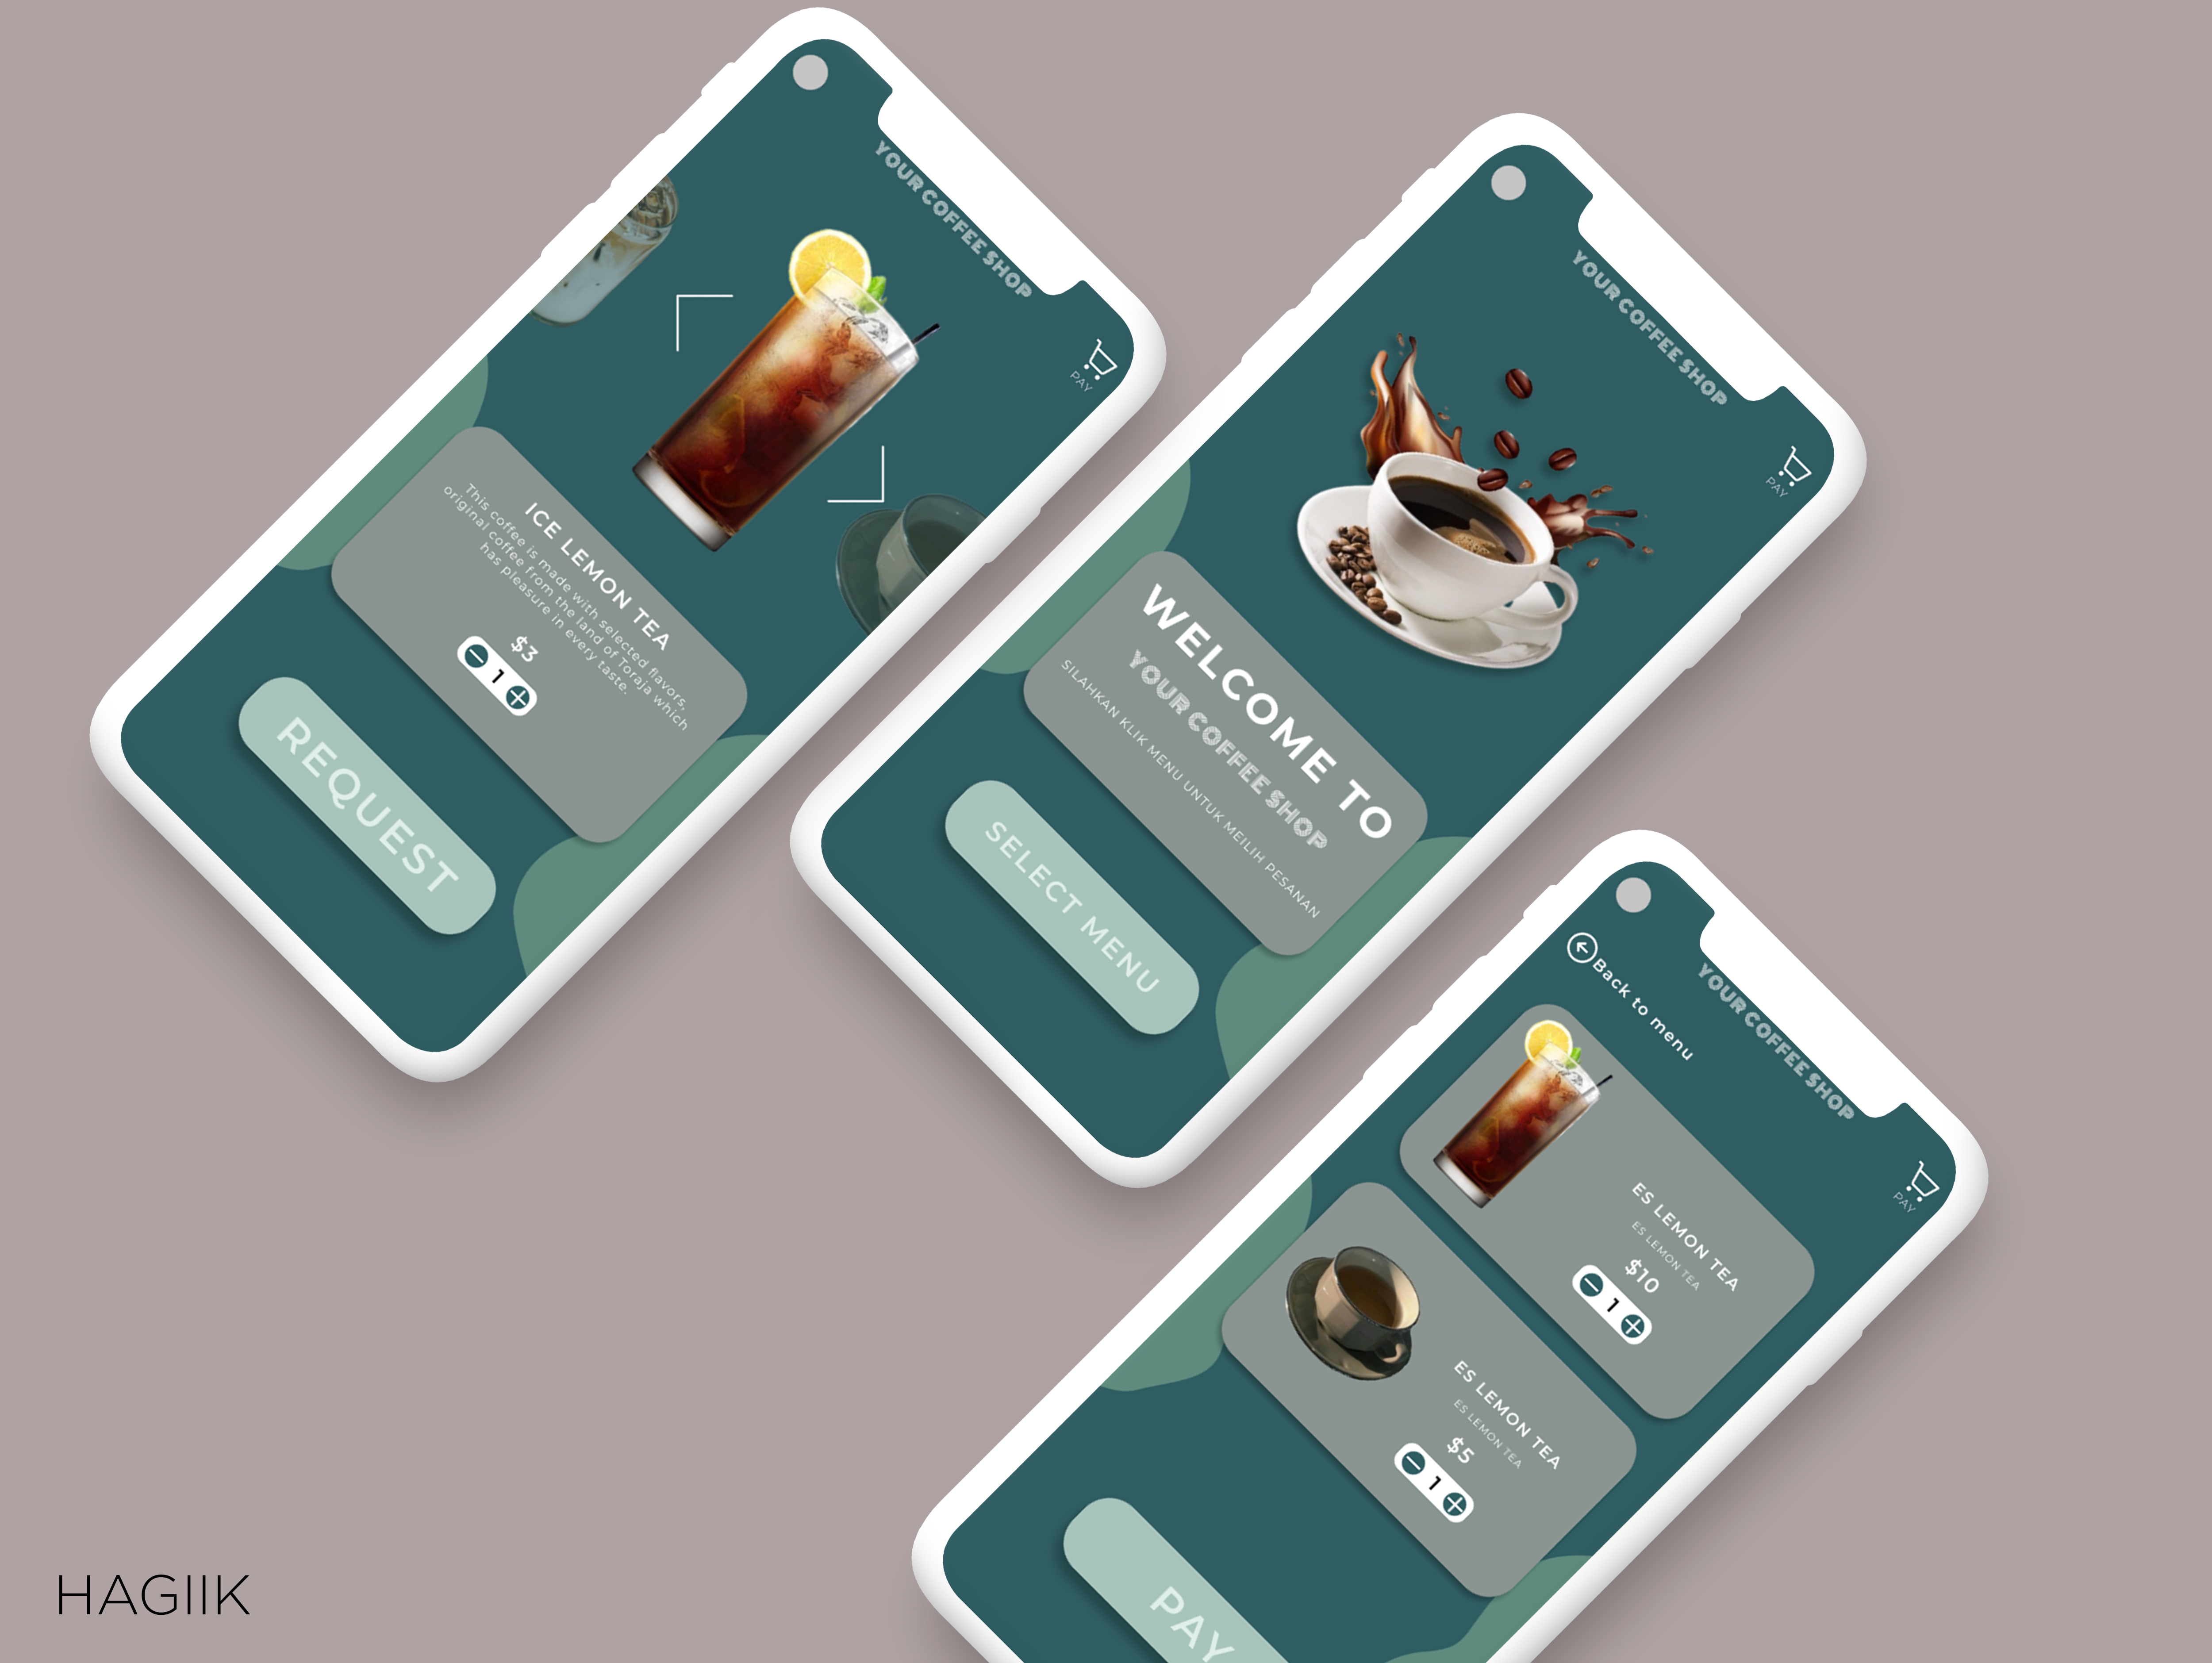 YOUR COFFEE SHOP
PAY
ICE LEMON TEA
This coffee is made with selected flavors,
original coffee from the land of Toraja which
has pleasure in every taste.
$3
1
REQUEST
YOUR COFFEE SHOP
PAY
WELCOME TO
YOUR COFFEE SHOP
SILAHKAN KLIK MENU UNTUK MEILIH PESANAN
SELECT MENU
YOUR COFFEE SHOP
Back to menu
PAY
ES LEMON TEA
ES LEMON TEA
$10
1
ES LEMON TEA
ES LEMON TEA
$5
1
PAY
HAGIIK